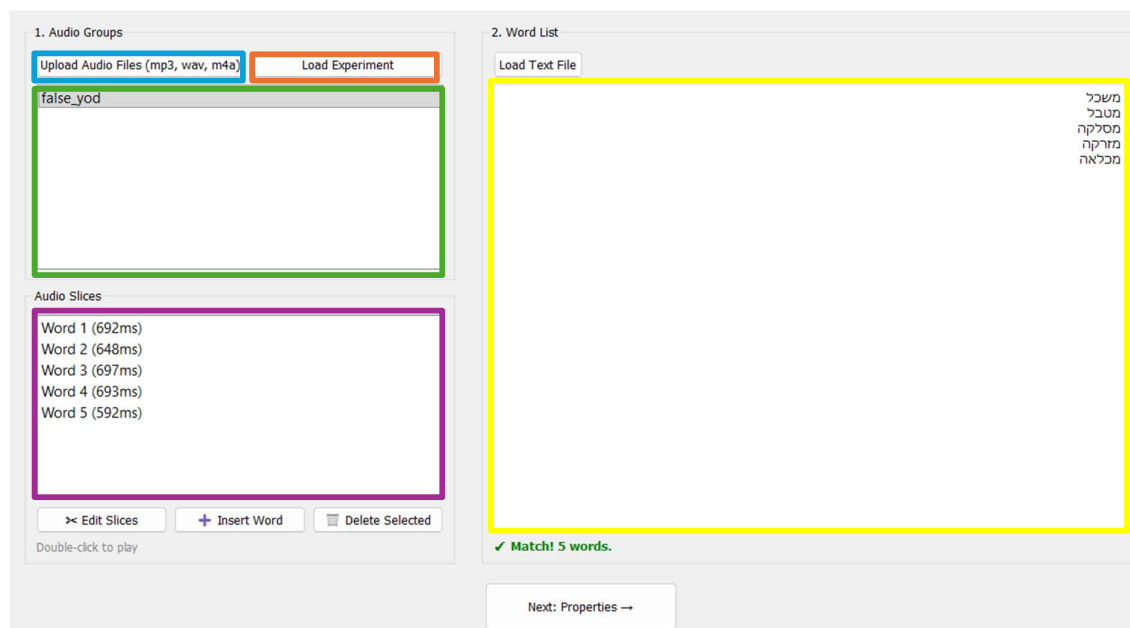 1. Audio Groups
Upload Audio Files (mp3, wav, m4a)
Load Experiment
false_yod
Audio Slices
Word 1 (692ms)
Word 2 (648ms)
Word 3 (697ms)
Word 4 (693ms)
Word 5 (592ms)
✂ Edit Slices
+ Insert Word
Delete Selected
Double-click to play
2. Word List
Load Text File
משכל
מטבל
מסלקה
מזרקה
מכלאה
✓ Match! 5 words.
Next: Properties →